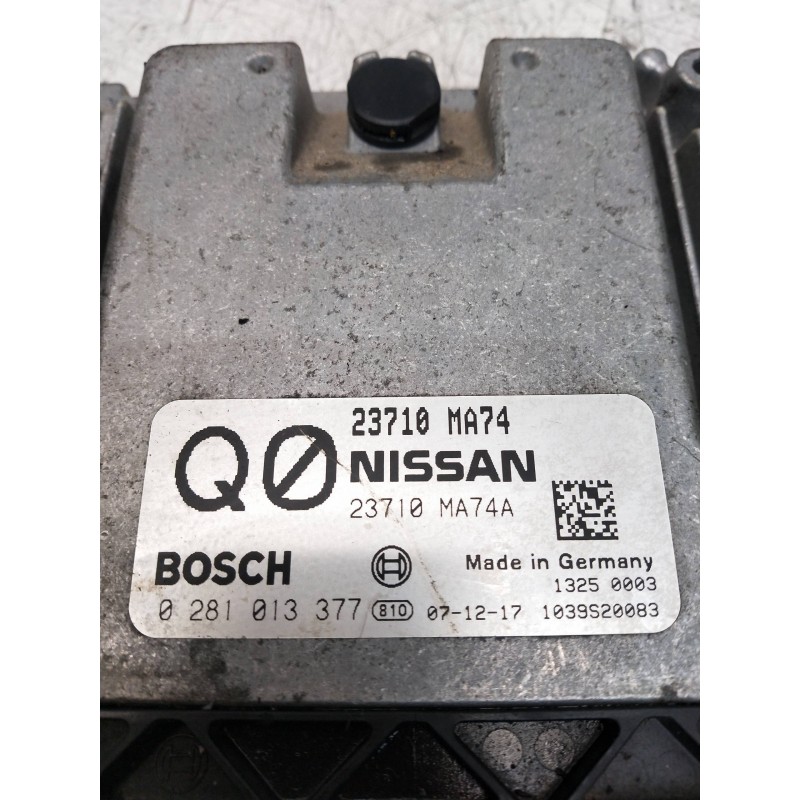 23710 MA74
QØ NISSAN
23710 MA74A
BOSCH Made in Germany
1325 0003
0 281 013 377 810 07-12-17 1039S20083